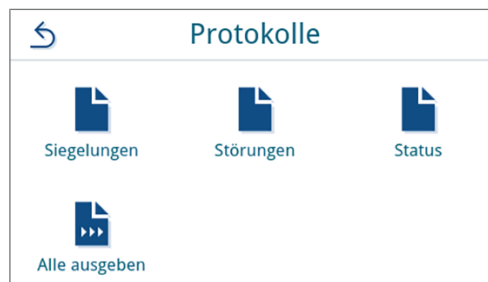 Protokolle
Siegelungen
Störungen
Status
Alle ausgeben